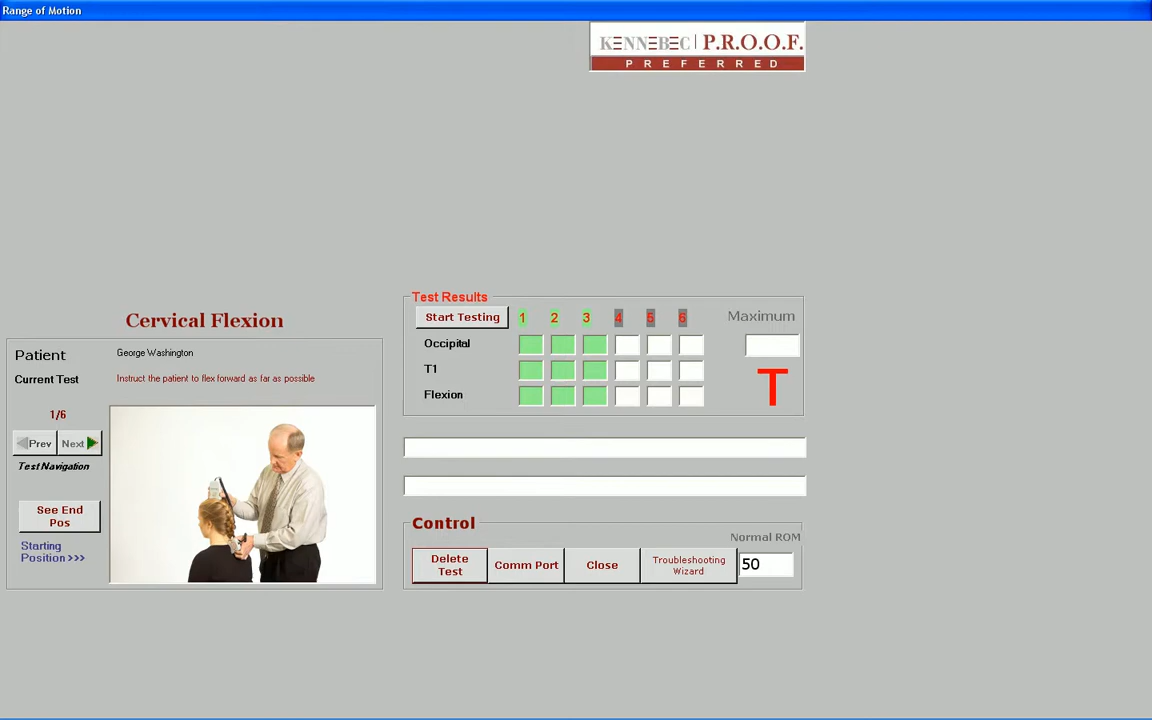 Range of Motion
KENNEBEC | P.R.O.O.F.
PREFERRED
Cervical Flexion
Patient
George Washington
Current Test
Instruct the patient to flex forward as far as possible
1/6
Prev
Next
Test Navigation
See End
Pos
Starting
Position >>>
Test Results
Start Testing
1 2 3 4 5 6
Maximum
Occipital
T1
T
Flexion
Control
Normal ROM
Delete
Test
Comm Port
Close
Troubleshooting
Wizard
50